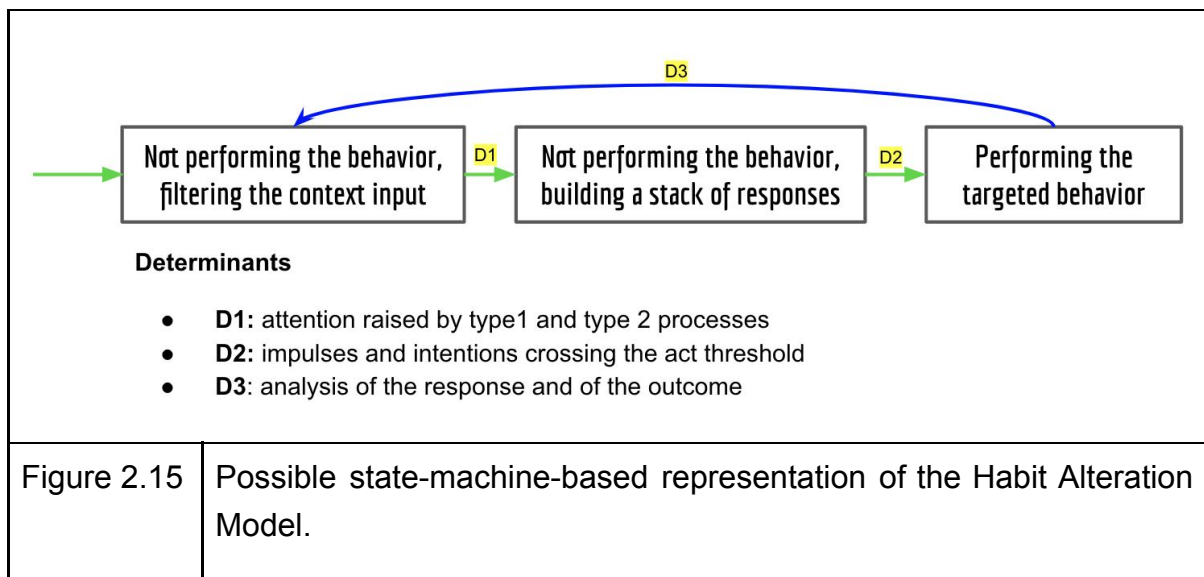 D3
Not performing the behavior,
filtering the context input
D1
Not performing the behavior,
building a stack of responses
D2
Performing the
targeted behavior
Determinants
● D1: attention raised by type1 and type 2 processes
● D2: impulses and intentions crossing the act threshold
● D3: analysis of the response and of the outcome
Figure 2.15
Possible state-machine-based representation of the Habit Alteration
Model.